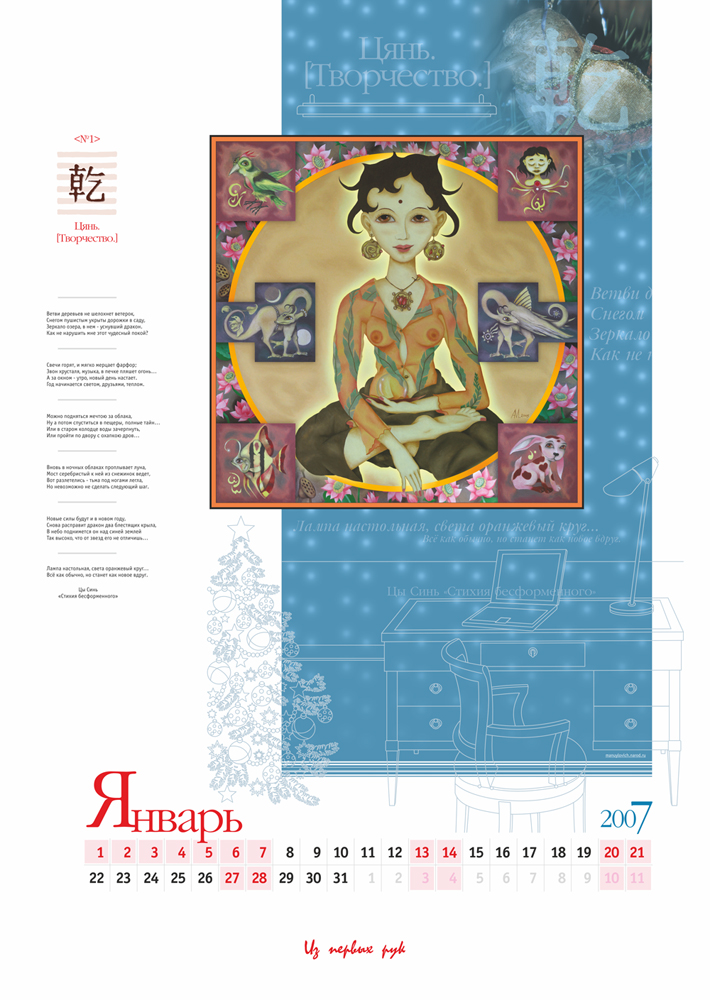 Цянь.
[Творчество.]
乾
<№1>
乾
Цянь.
[Творчество.]
Ветви деревьев не шелохнет ветерок,
Снегом пушистым укрыты дорожки в саду,
Зеркало озера, в нем - уснувший дракон.
Как не нарушить мне этот чудесный покой?
Свечи горят, и мягко мерцает фарфор;
Звон хрусталя, музыка, в печке пляшет огонь...
А за окном - утро, новый день настает.
Год начинается светом, друзьями, теплом.
Можно подняться мечтою за облака,
Ну а потом спуститься в пещеры, полные тайн...
Или в старом колодце воды зачерпнуть,
Или пройти по двору с охапкою дров...
Вновь в ночных облаках проплывает луна,
Мост серебристый к ней из снежинок ведет,
Вот разлетелись - тьма под ногами легла,
Но невозможно не сделать следующий шаг.
Новые силы будут и в новом году,
Снова расправит дракон два блестящих крыла,
В небо поднимется он над синей землей
Так высоко, что от звезд его не отличишь...
Лампа настольная, света оранжевый круг...
Всё как обычно, но станет как новое вдруг.
Цы Синь
«Стихия бесформенного»
Ветви д
Снегом
Зеркало
Как не н
Лампа настольная, света оранжевый круг...
Всё как обычно, но станет как новое вдруг.
Цы Синь «Стихия бесформенного»
Январь
2007
1 2 3 4 5 6 7 8 9 10 11 12 13 14 15 16 17 18 19 20 21
22 23 24 25 26 27 28 29 30 31 1 2 3 4 5 6 7 8 9 10 11
Из первых рук